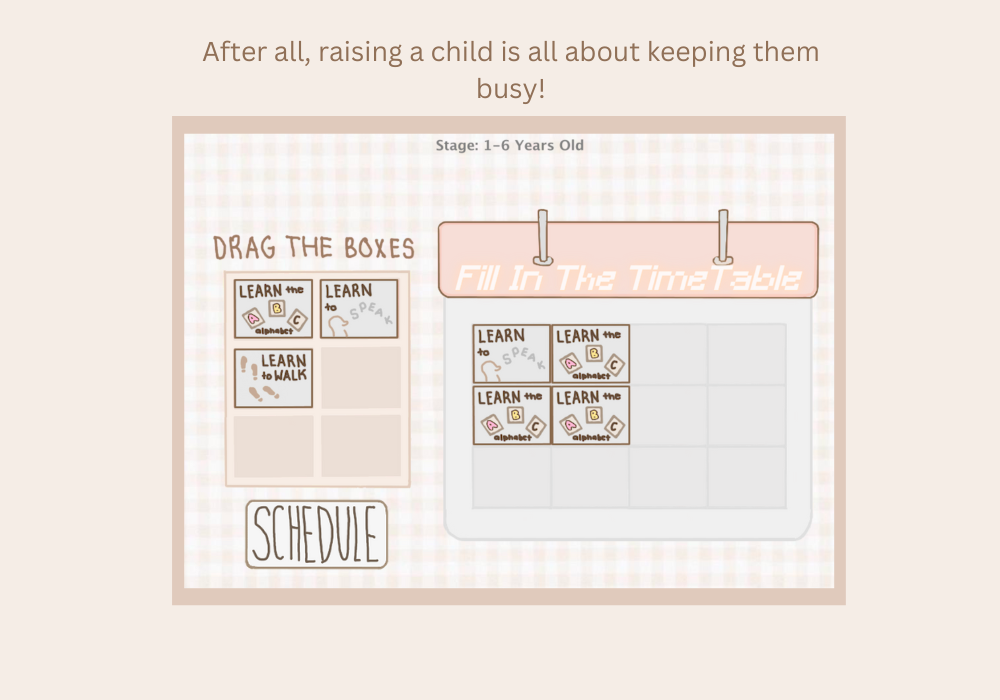 After all, raising a child is all about keeping them
busy!
Stage: 1-6 Years Old
DRAG THE BOXES
LEARN the
A B C
alphabet
LEARN
to SPEAK
LEARN
to WALK
SCHEDULE
Fill In The TimeTable
LEARN
to SPEAK
LEARN the
A B C
alphabet
LEARN the
A B C
alphabet
LEARN the
A B C
alphabet